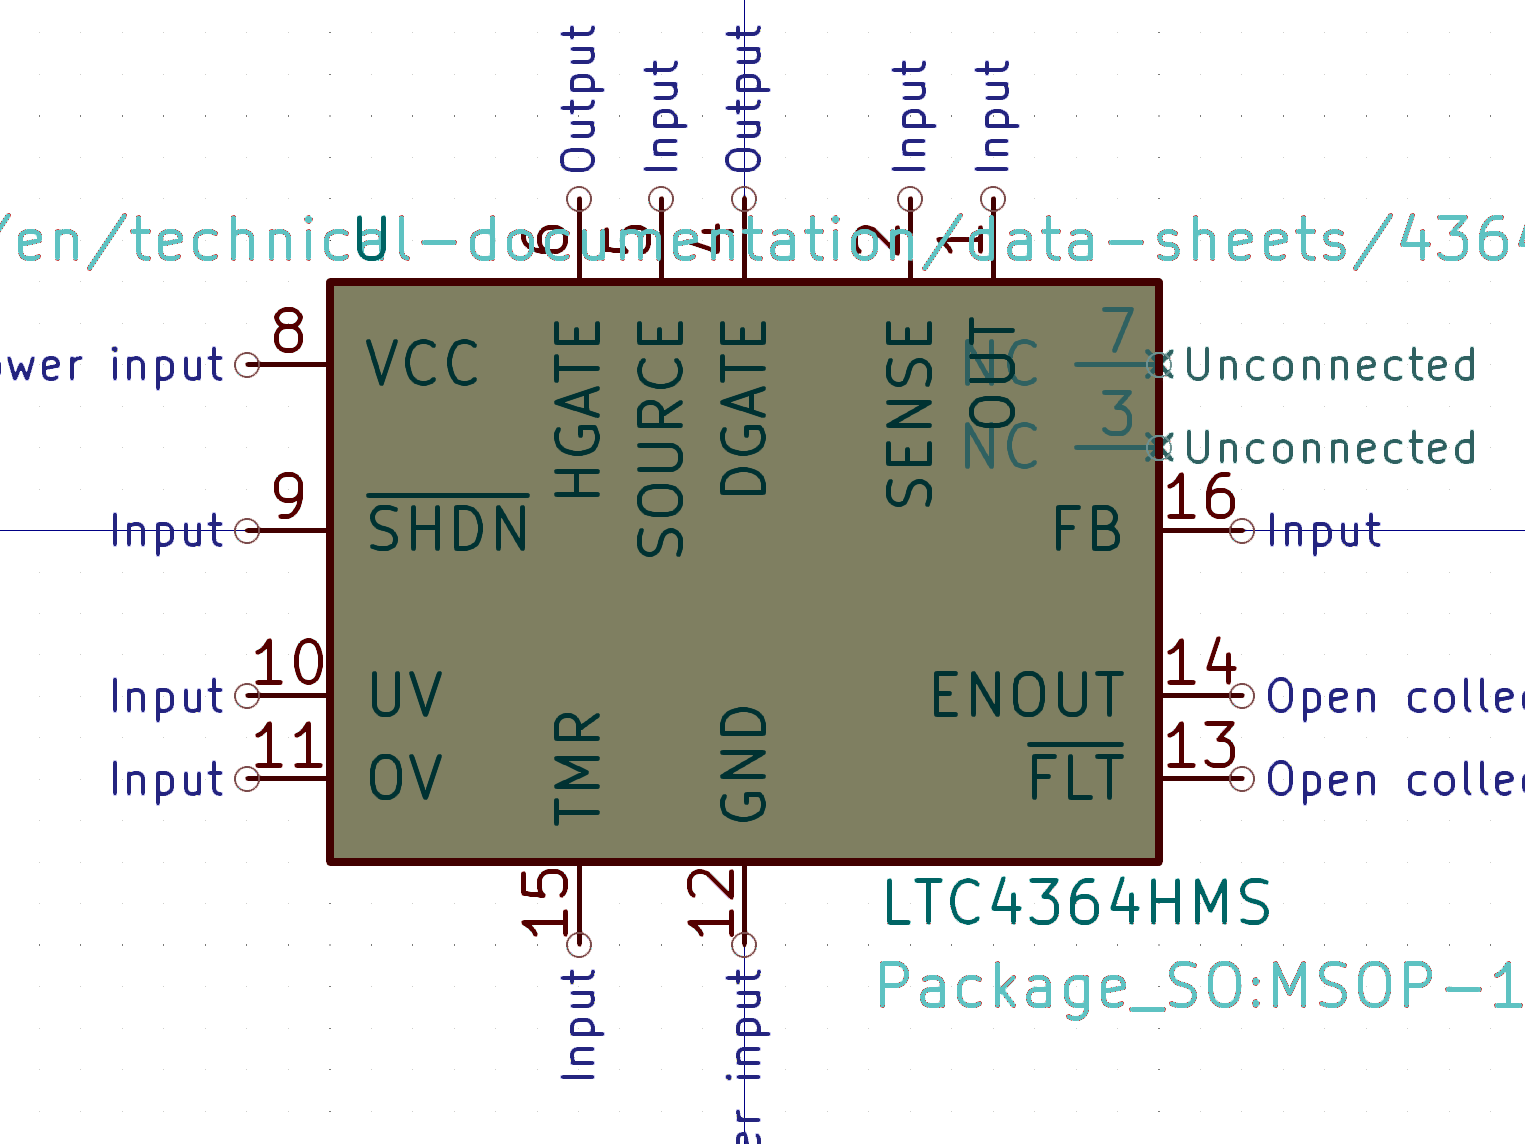 Output
Input
Output
Input
Input
/en/technical-documentation/data-sheets/4364
U
6
5
4
2
1
8
VCC
ower input
HGATE
SOURCE
DGATE
SENSE
OUT
7
NC
Unconnected
3
NC
Unconnected
9
SHDN
Input
16
FB
Input
10
UV
Input
14
ENOUT
Open collec
11
OV
Input
13
FLT
Open collec
TMR
GND
15
12
Input
er input
LTC4364HMS
Package_SO:MSOP-1